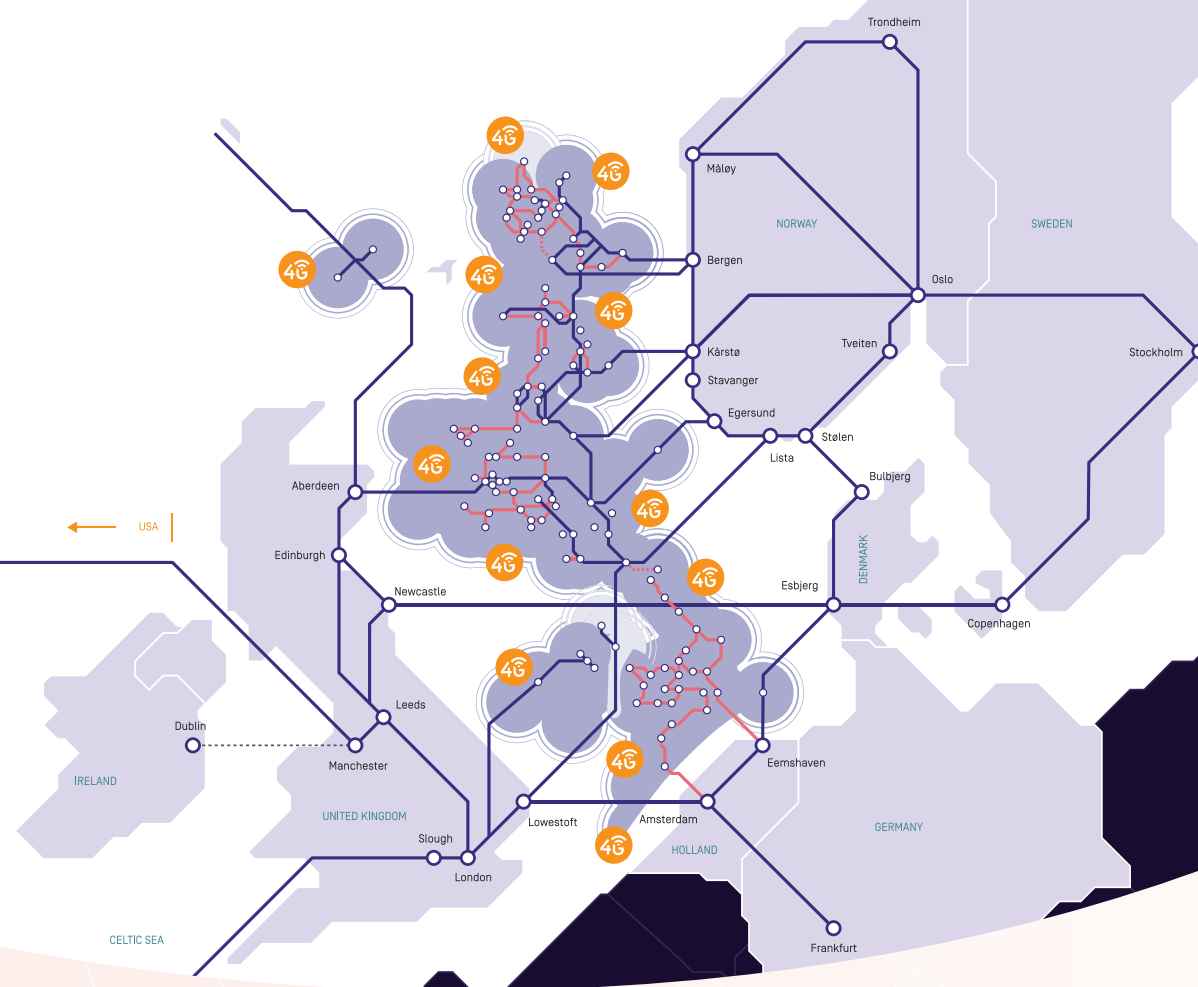 Trondheim
4G
4G
Måløy
NORWAY
SWEDEN
4G
4G
Bergen
Oslo
4G
Tveiten
Kårstø
Stockholm
4G
Stavanger
Egersund
Stølen
Lista
4G
Bulbjerg
Aberdeen
4G
USA
Edinburgh
4G
DENMARK
4G
Newcastle
Esbjerg
Copenhagen
4G
Leeds
Dublin
Manchester
4G
Eemshaven
IRELAND
UNITED KINGDOM
Lowestoft
Amsterdam
GERMANY
Slough
4G
HOLLAND
London
CELTIC SEA
Frankfurt